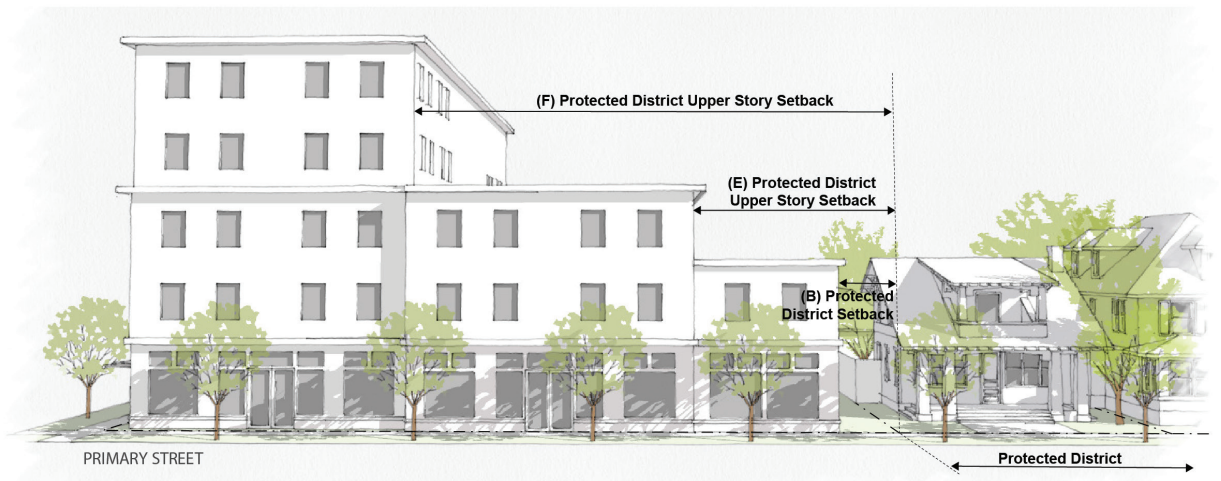 (F) Protected District Upper Story Setback
(E) Protected District
Upper Story Setback
(B) Protected
District Setback
PRIMARY STREET
Protected District